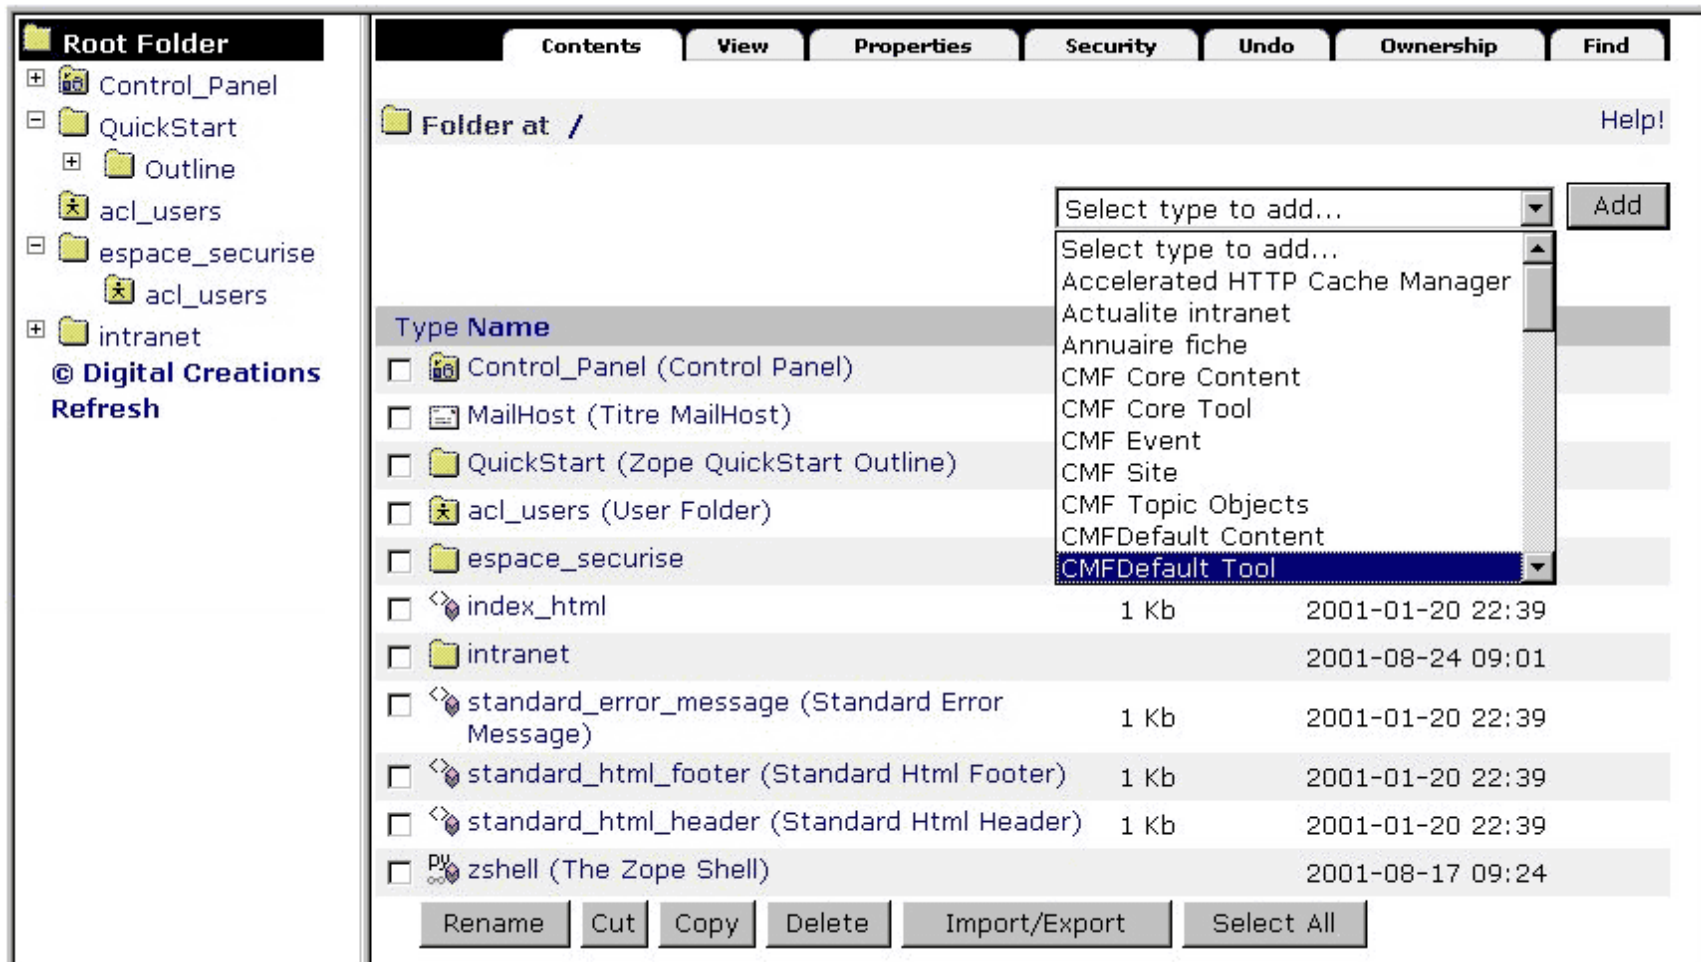 Root Folder
Control_Panel
QuickStart
Outline
acl_users
espace_securise
acl_users
intranet
© Digital Creations
Refresh
Contents View Properties Security Undo Ownership Find
Folder at /
Help!
Select type to add... Add
Select type to add...
Accelerated HTTP Cache Manager
Actualite intranet
Annuaire fiche
CMF Core Content
CMF Core Tool
CMF Event
CMF Site
CMF Topic Objects
CMFDefault Content
CMFDefault Tool
Type Name
Control_Panel (Control Panel)
MailHost (Titre MailHost)
QuickStart (Zope QuickStart Outline)
acl_users (User Folder)
espace_securise
index_html 1 Kb 2001-01-20 22:39
intranet 2001-08-24 09:01
standard_error_message (Standard Error
Message) 1 Kb 2001-01-20 22:39
standard_html_footer (Standard Html Footer) 1 Kb 2001-01-20 22:39
standard_html_header (Standard Html Header) 1 Kb 2001-01-20 22:39
zshell (The Zope Shell) 2001-08-17 09:24
Rename Cut Copy Delete Import/Export Select All